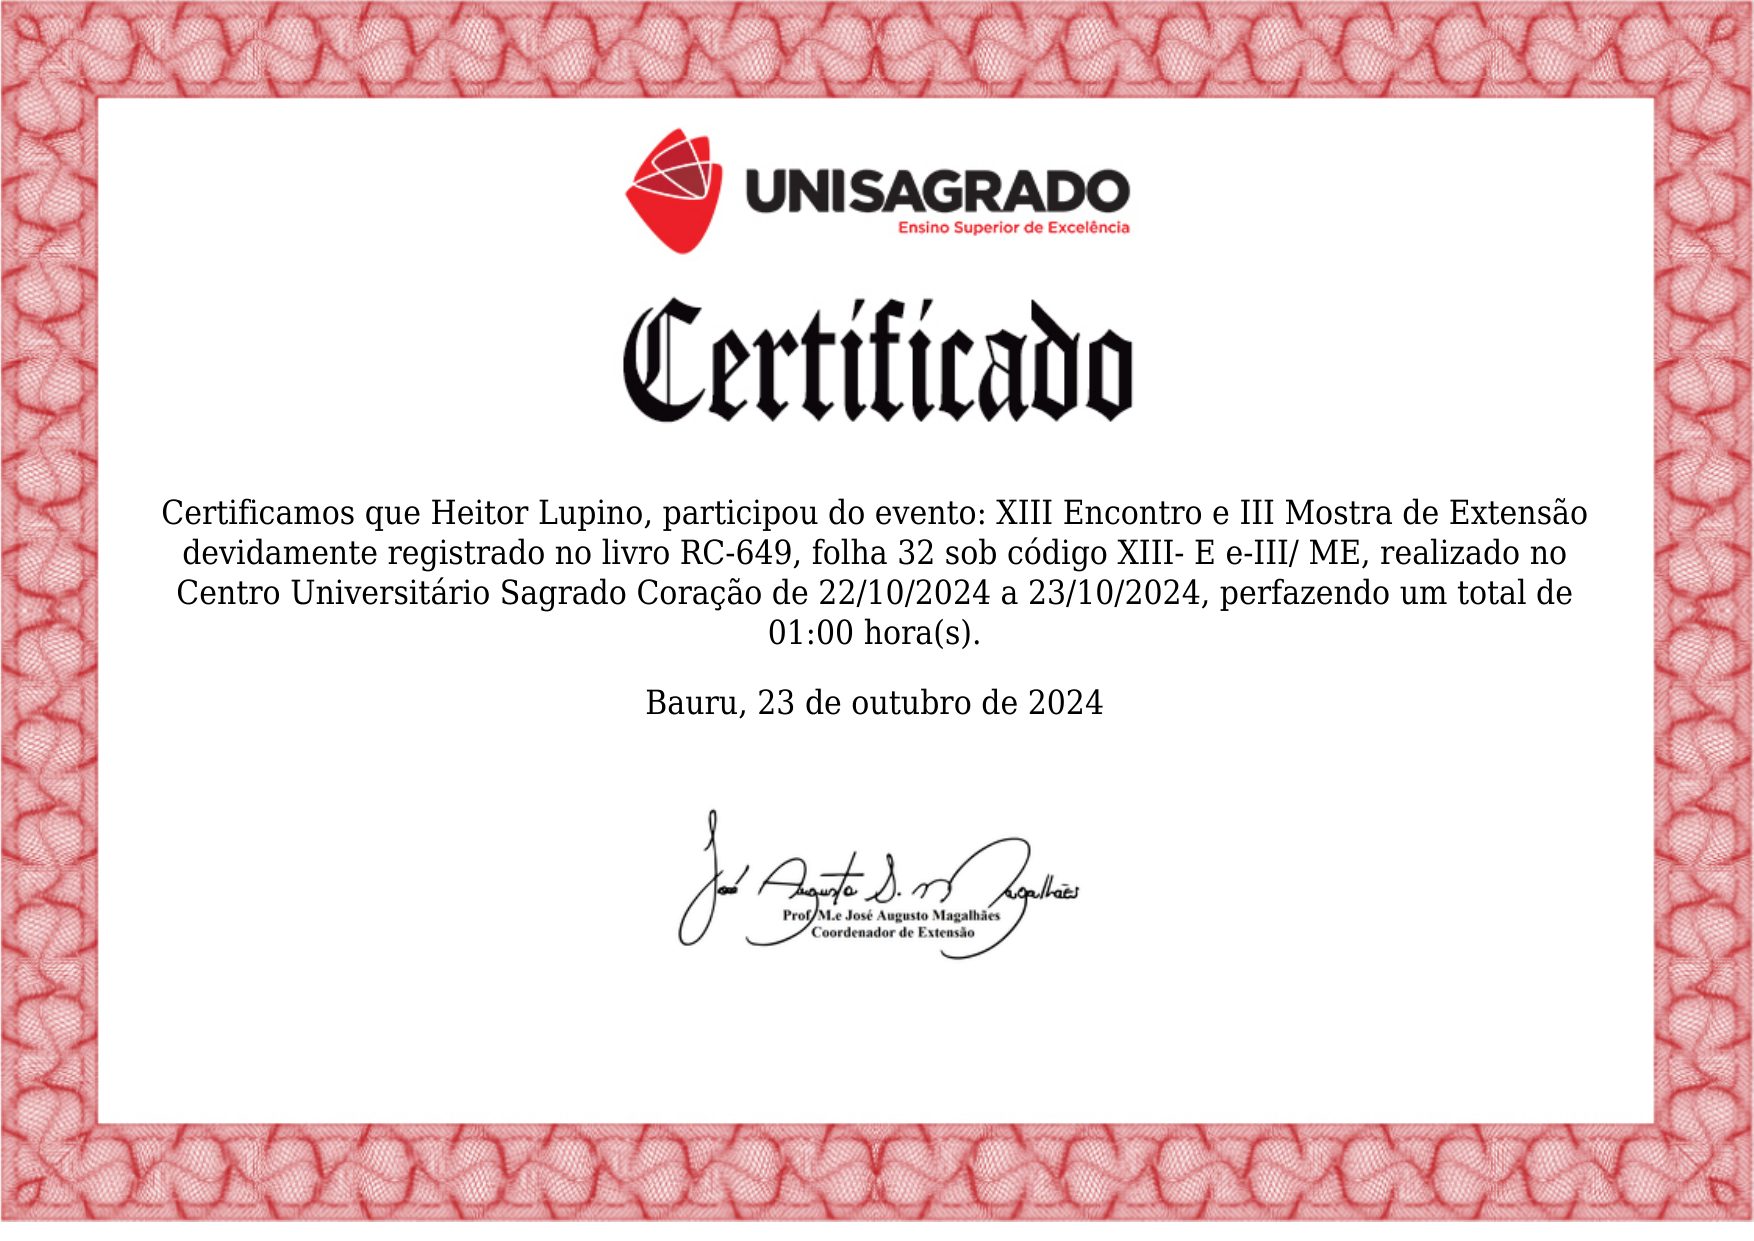 UNISAGRADO
Ensino Superior de Excelência
Certificado
Certificamos que Heitor Lupino, participou do evento: XIII Encontro e III Mostra de Extensão
devidamente registrado no livro RC-649, folha 32 sob código XIII- E e-III/ ME, realizado no
Centro Universitário Sagrado Coração de 22/10/2024 a 23/10/2024, perfazendo um total de
01:00 hora(s).
Bauru, 23 de outubro de 2024
José Augusto S. M Magalhães
Prof. M.e José Augusto Magalhães
Coordenador de Extensão